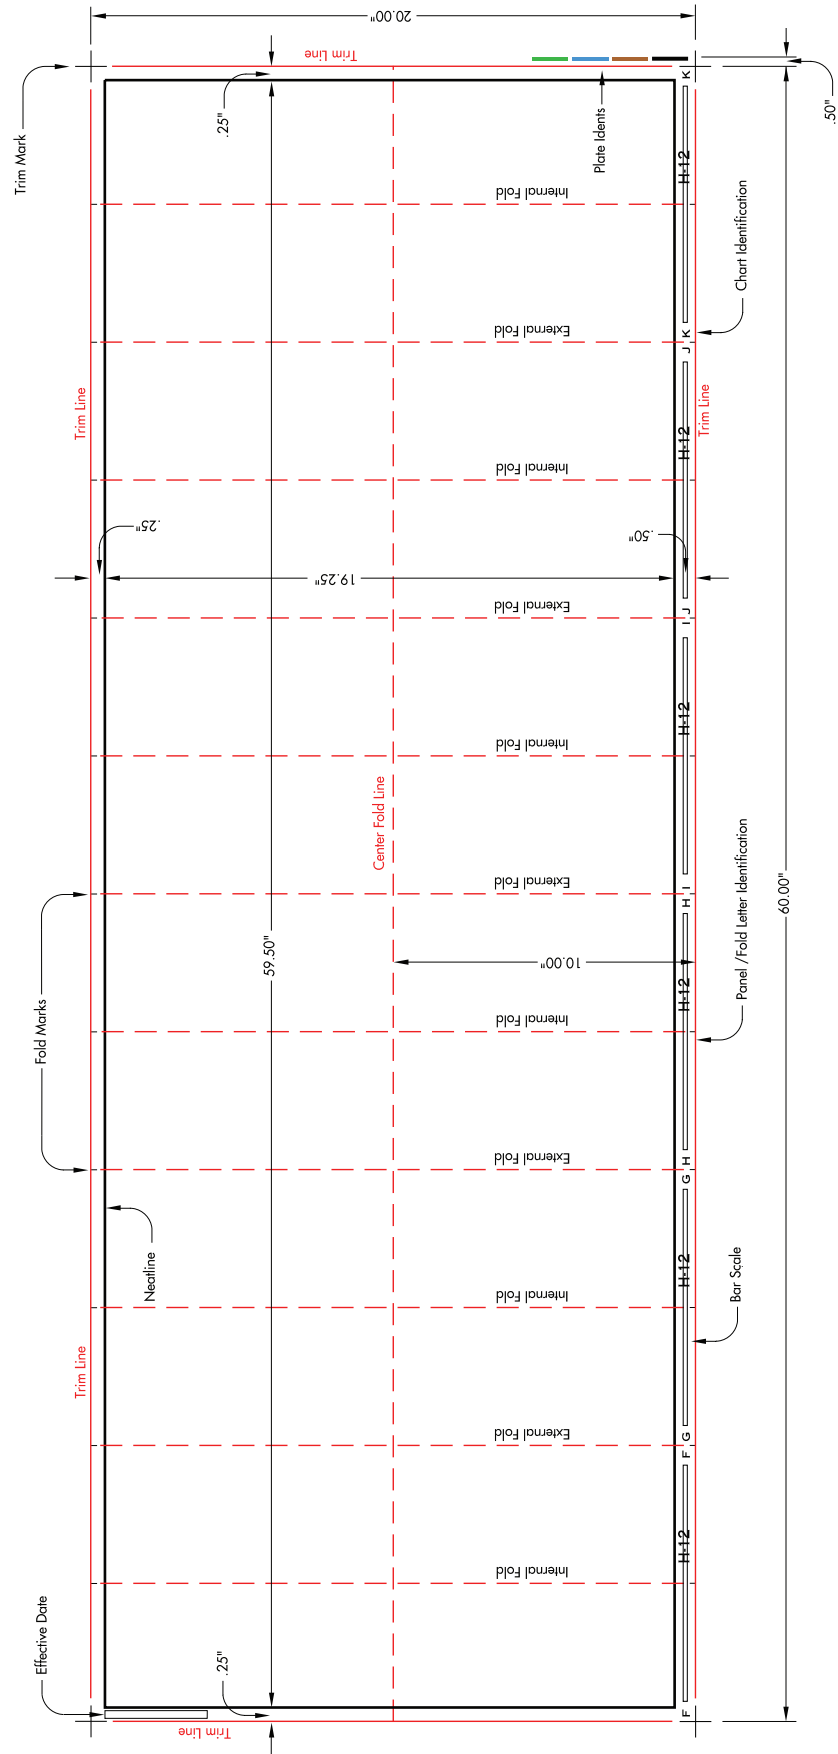 20.00"
Trim Line
Trim Mark
.25"
Plate Idents
K
.50"
H-12
Internal Fold
Chart Identification
External Fold
K
J
Trim Line
Trim Line
H-12
Internal Fold
.25"
.50"
19.25"
External Fold
J
I
H-12
Internal Fold
Center Fold Line
External Fold
I
H
60.00"
59.50"
10.00"
Panel /Fold Letter Identification
H-12
Fold Marks
Internal Fold
External Fold
H
G
Neatline
H-12
Bar Scale
Internal Fold
Trim Line
External Fold
G
F
H-12
Internal Fold
Effective Date
.25"
F
Trim Line